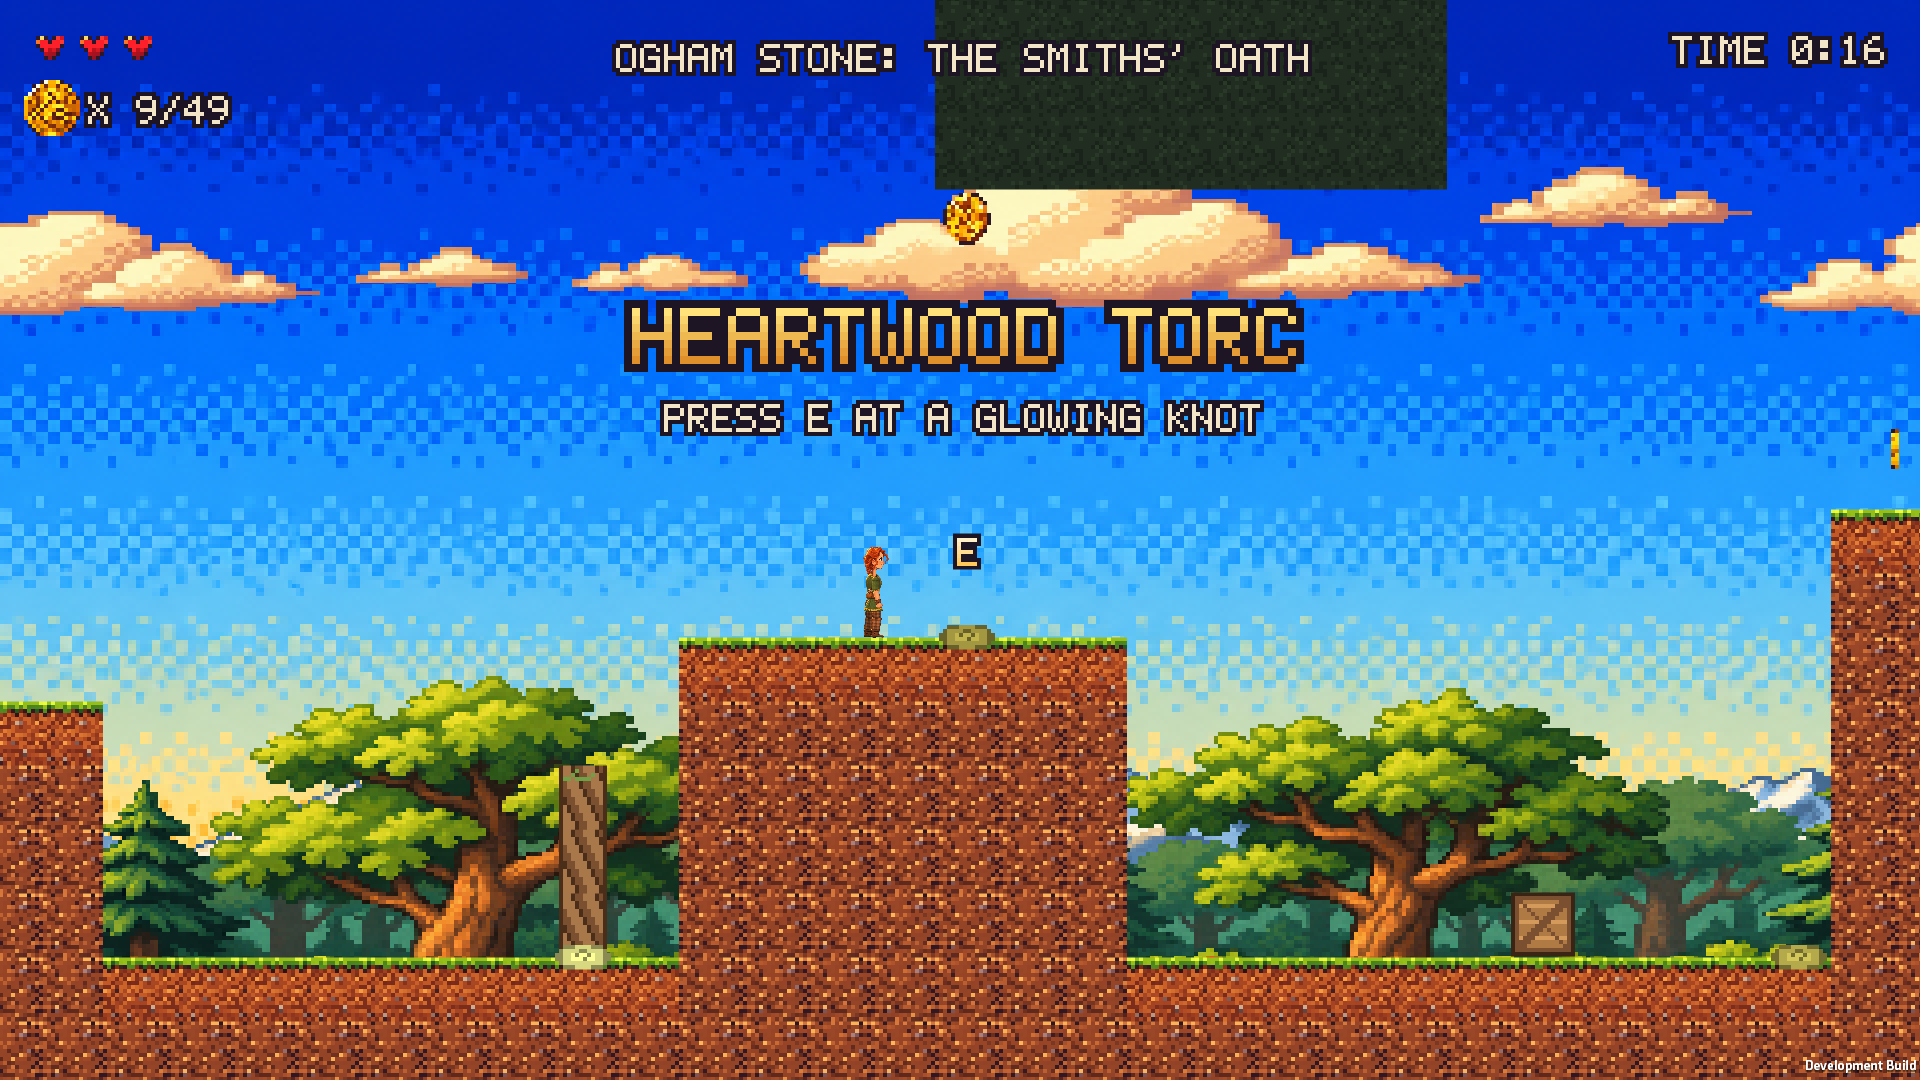 OGHAM STONE: THE SMITHS' OATH
TIME 0:16
X 9/49
HEARTWOOD TORC
PRESS E AT A GLOWING KNOT
E
Development Build